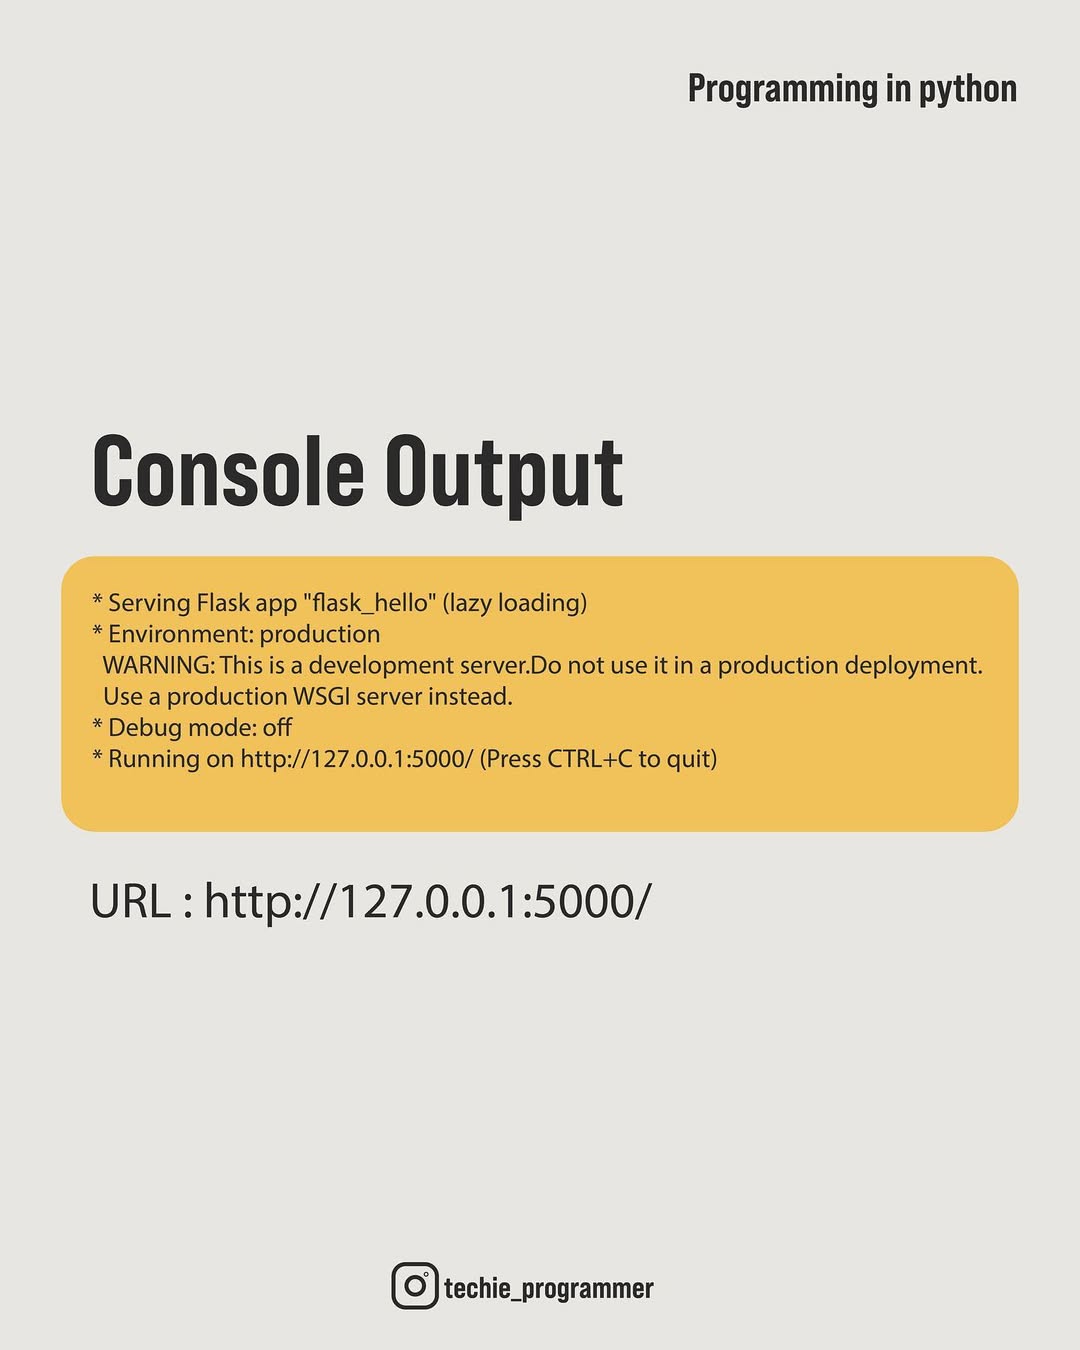 Programming in python
Console Output
* Serving Flask app "flask_hello" (lazy loading)
* Environment: production
WARNING: This is a development server.Do not use it in a production deployment.
Use a production WSGI server instead.
* Debug mode: off
* Running on http://127.0.0.1:5000/ (Press CTRL+C to quit)
URL : http://127.0.0.1:5000/
techie_programmer